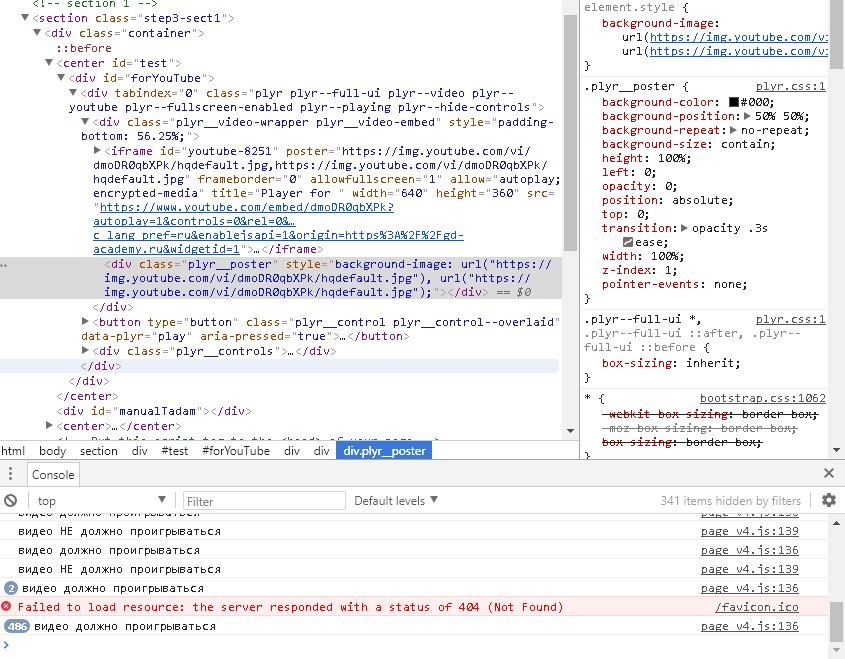 <!-- section 1 -->
▼<section class="step3-sect1">
▼<div class="container">
::before
▼<center id="test">
▼<div id="forYouTube">
▼<div tabindex="0" class="plyr plyr--full-ui plyr--video plyr--
youtube plyr--fullscreen-enabled plyr--playing plyr--hide-controls">
▼<div class="plyr__video-wrapper plyr__video-embed" style="padding-
bottom: 56.25%;">
▶<iframe id="youtube-8251" poster="https://img.youtube.com/vi/
dmoDR0qbXPk/hqdefault.jpg,https://img.youtube.com/vi/dmoDR0qbXPk/
hqdefault.jpg" frameborder="0" allowfullscreen="1" allow="autoplay;
encrypted-media" title="Player for " width="640" height="360" src=
"https://www.youtube.com/embed/dmoDR0qbXPk?
autoplay=1&controls=0&rel=0&…
c_lang_pref=ru&enablejsapi=1&origin=https%3A%2F%2Fgd-
academy.ru&widgetid=1">…</iframe>
<div class="plyr__poster" style="background-image: url("https://
img.youtube.com/vi/dmoDR0qbXPk/hqdefault.jpg"), url("https://
img.youtube.com/vi/dmoDR0qbXPk/hqdefault.jpg");"></div> == $0
</div>
▶<button type="button" class="plyr__control plyr__control--overlaid"
data-plyr="play" aria-pressed="true">…</button>
▶<div class="plyr__controls">…</div>
</div>
</div>
</center>
<div id="manualTadam"></div>
▶<center>…</center>
html body section div #test #forYouTube div div div.plyr__poster
element.style {
background-image:
url(https://img.youtube.com/vi
url(https://img.youtube.com/vi
}
.plyr__poster { plyr.css:1
background-color: #000;
background-position:▶ 50% 50%;
background-repeat:▶ no-repeat;
background-size: contain;
height: 100%;
left: 0;
opacity: 0;
position: absolute;
top: 0;
transition:▶ opacity .3s
ease;
width: 100%;
z-index: 1;
pointer-events: none;
}
.plyr--full-ui *, plyr.css:1
.plyr--full-ui ::after, .plyr--
full-ui ::before {
box-sizing: inherit;
}
* { bootstrap.css:1062
-webkit-box-sizing: border-box;
-moz-box-sizing: border-box;
box-sizing: border-box;
}
Console
top ▼ Filter Default levels ▼ 341 items hidden by filters
видео должно проигрываться page_v4.js:136
видео НЕ должно проигрываться page_v4.js:139
видео должно проигрываться page_v4.js:136
видео НЕ должно проигрываться page_v4.js:139
2 видео должно проигрываться page_v4.js:136
Failed to load resource: the server responded with a status of 404 (Not Found) /favicon.ico
486 видео должно проигрываться page_v4.js:136